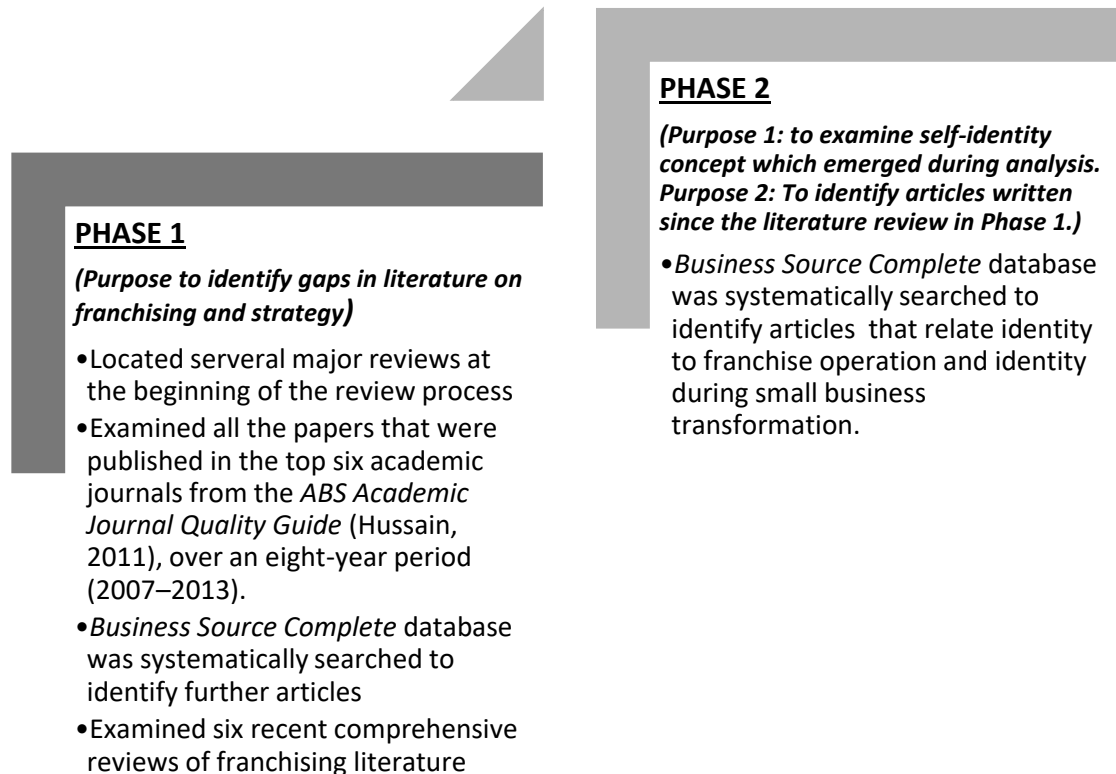 PHASE 1
(Purpose to identify gaps in literature on
franchising and strategy)
•Located serveral major reviews at
the beginning of the review process
•Examined all the papers that were
published in the top six academic
journals from the ABS Academic
Journal Quality Guide (Hussain,
2011), over an eight-year period
(2007–2013).
•Business Source Complete database
was systematically searched to
identify further articles
•Examined six recent comprehensive
reviews of franchising literature
PHASE 2
(Purpose 1: to examine self-identity
concept which emerged during analysis.
Purpose 2: To identify articles written
since the literature review in Phase 1.)
•Business Source Complete database
was systematically searched to
identify articles that relate identity
to franchise operation and identity
during small business
transformation.